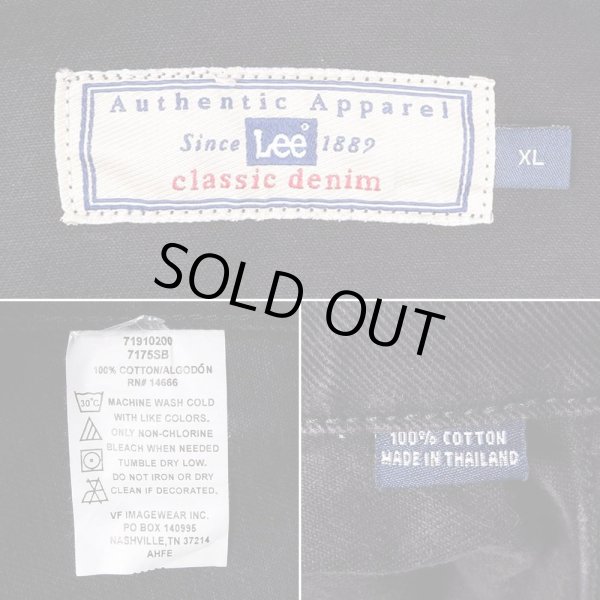 Authentic Apparel
Since Lee® 1889
classic denim
XL
SOLD OUT
71910200
7175SB
100% COTTON/ALGODÓN
RN# 14666
30°C
MACHINE WASH COLD
WITH LIKE COLORS.
ONLY NON-CHLORINE
BLEACH WHEN NEEDED
TUMBLE DRY LOW.
DO NOT IRON OR DRY
CLEAN IF DECORATED.
VF IMAGEWEAR INC.
PO BOX 140995
NASHVILLE,TN 37214
AHFE
100% COTTON
MADE IN THAILAND